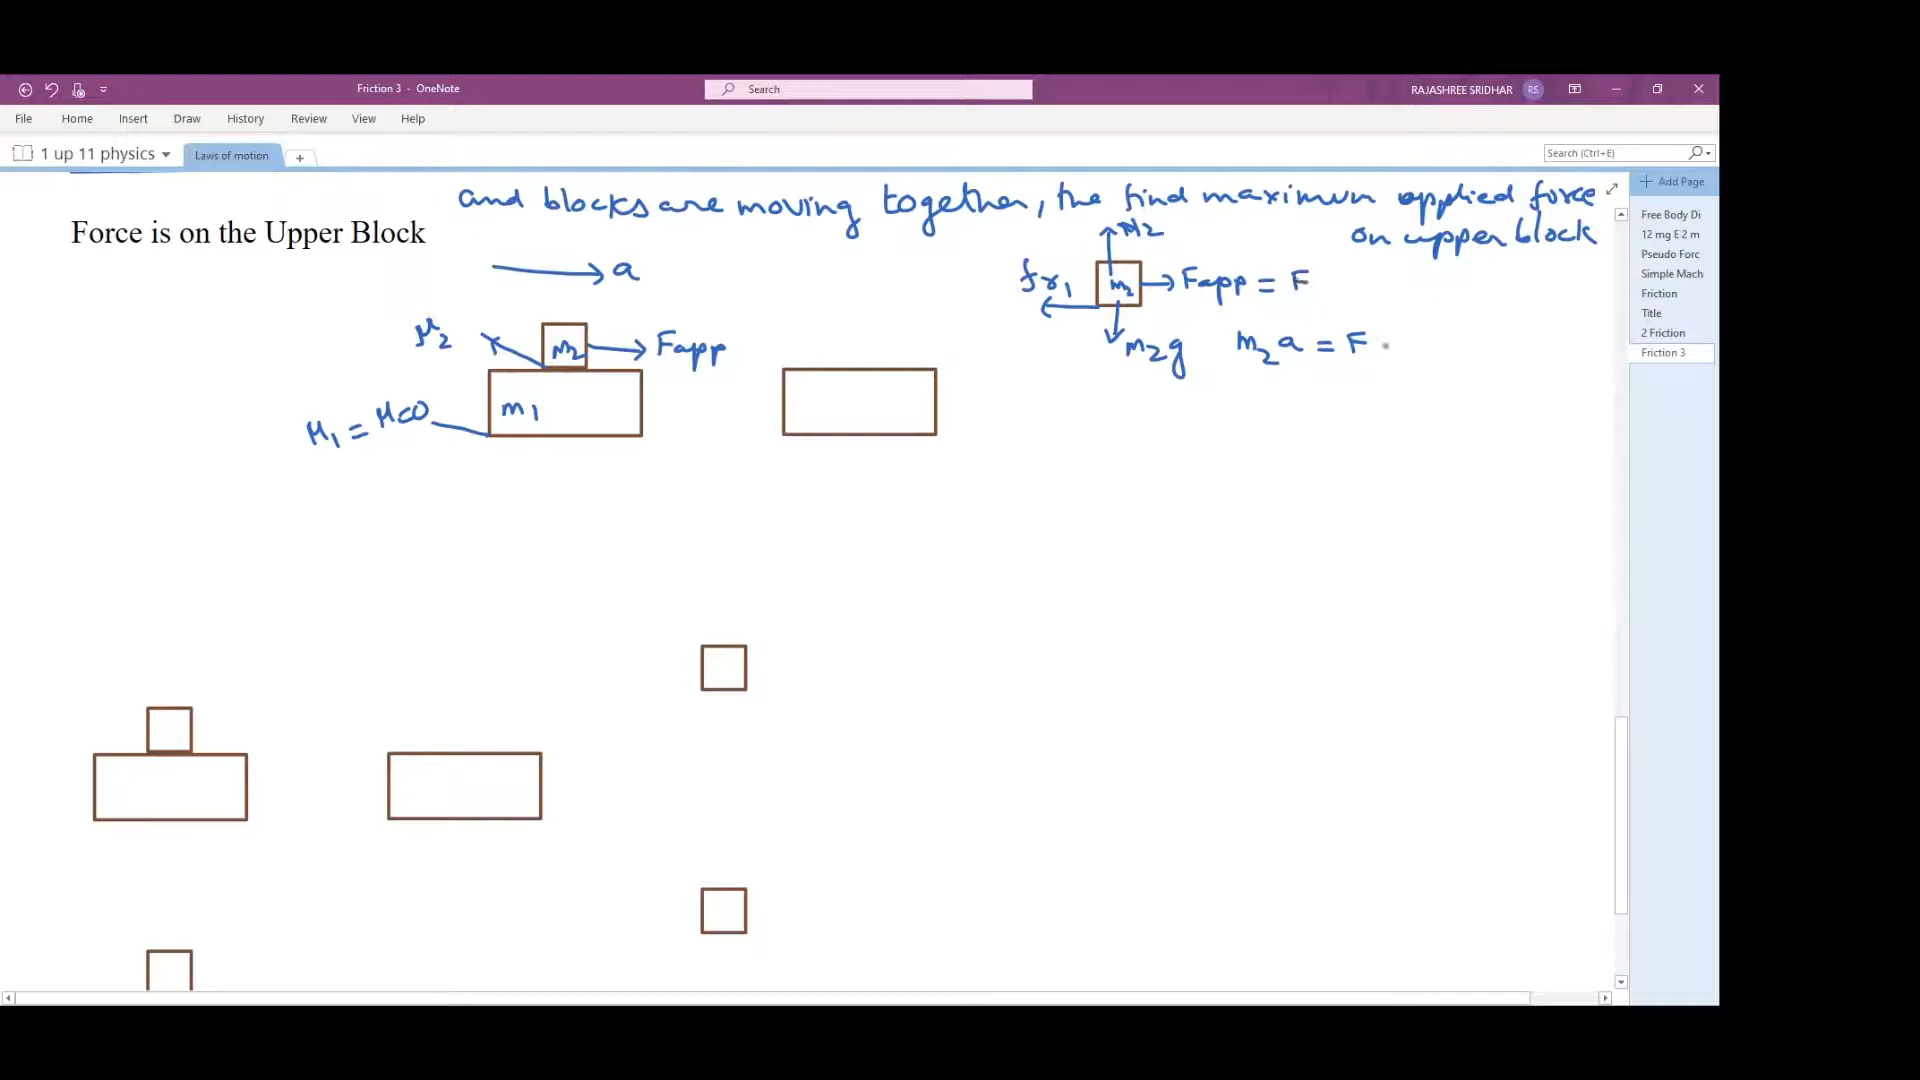 Friction 3 - OneNote
Search
RAJASHREE SRIDHAR RS
File Home Insert Draw History Review View Help
1 up 11 physics
Laws of motion
+
Search (Ctrl+E)
+ Add Page
Free Body Di
12 mg E:2 m
Pseudo Forc
Simple Mach
Friction
Title
2 Friction
Friction 3
and blocks are moving together, the find maximum applied force
on upper block
Force is on the Upper Block
→ a
N2
fr1
m2
Fapp = F
m2g
m2a = F
μ2
m2
Fapp
m1
μ1 =